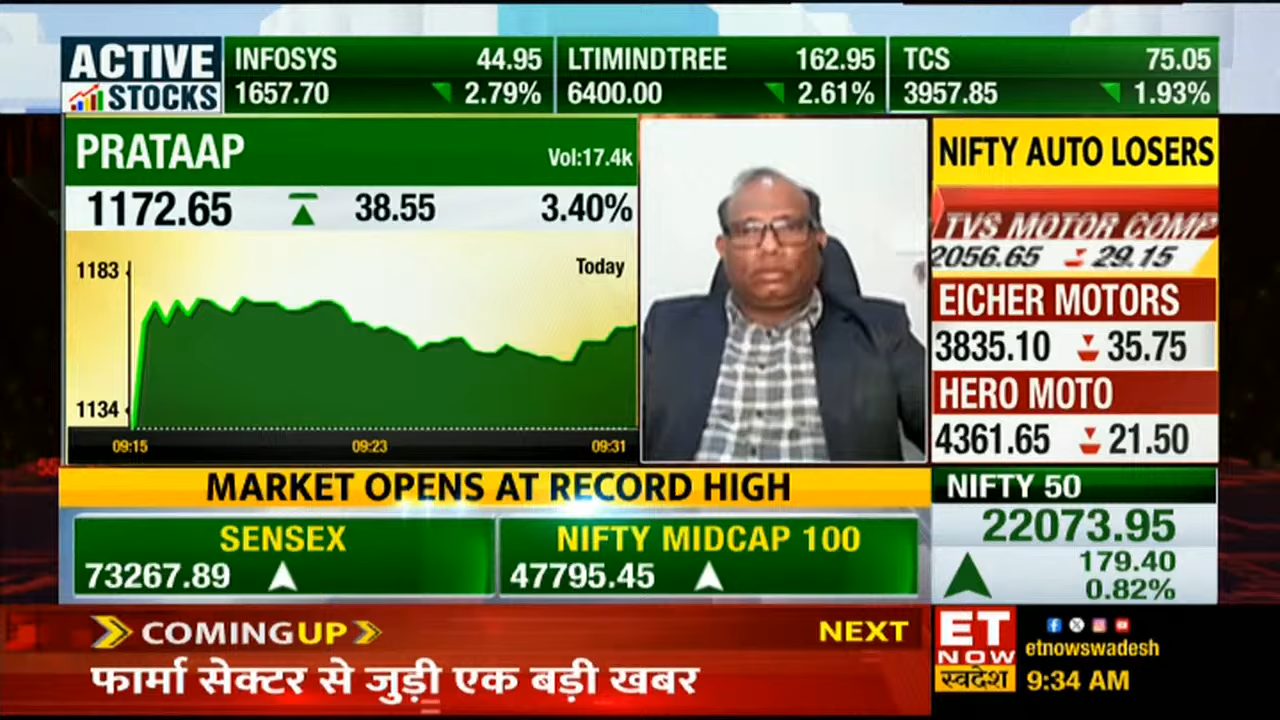 ACTIVE STOCKS
INFOSYS 44.95
1657.70 2.79%
LTIMINDTREE 162.95
6400.00 2.61%
TCS 75.05
3957.85 1.93%
PRATAAP Vol:17.4k
1172.65 38.55 3.40%
1183 Today
1134
09:15 09:23 09:31
NIFTY AUTO LOSERS
TVS MOTOR COMP
2056.65 29.15
EICHER MOTORS
3835.10 35.75
HERO MOTO
4361.65 21.50
MARKET OPENS AT RECORD HIGH
SENSEX
73267.89
NIFTY MIDCAP 100
47795.45
NIFTY 50
22073.95
179.40
0.82%
COMING UP NEXT
फार्मा सेक्टर से जुड़ी एक बड़ी खबर
ET
NOW
स्वदेश
etnowswadesh
9:34 AM